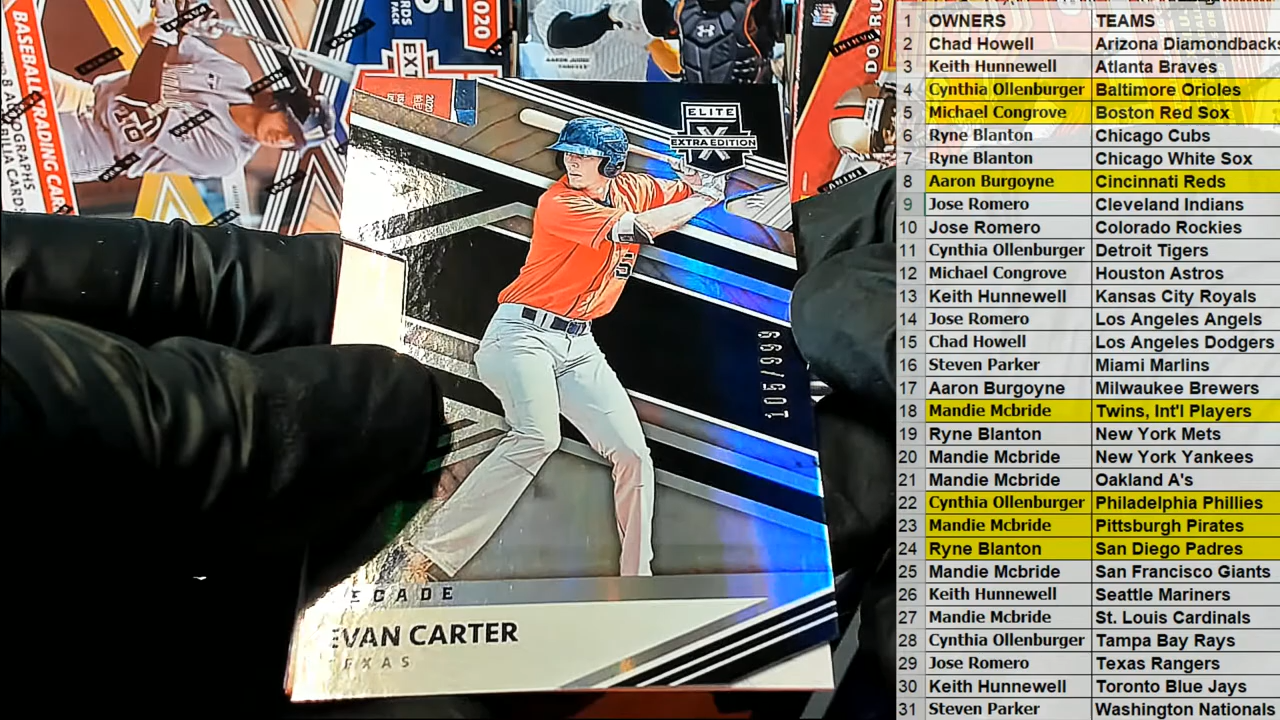 BASEBALL TRADING CAR
2020
PACK
EXT
AARON JUDGE
ELITE
X
EXTRA EDITION
5
105/999
ECADE
EVAN CARTER
EXAS
PANINI
1 OWNERS TEAMS
2 Chad Howell Arizona Diamondbacks
3 Keith Hunnewell Atlanta Braves
4 Cynthia Ollenburger Baltimore Orioles
5 Michael Congrove Boston Red Sox
6 Ryne Blanton Chicago Cubs
7 Ryne Blanton Chicago White Sox
8 Aaron Burgoyne Cincinnati Reds
9 Jose Romero Cleveland Indians
10 Jose Romero Colorado Rockies
11 Cynthia Ollenburger Detroit Tigers
12 Michael Congrove Houston Astros
13 Keith Hunnewell Kansas City Royals
14 Jose Romero Los Angeles Angels
15 Chad Howell Los Angeles Dodgers
16 Steven Parker Miami Marlins
17 Aaron Burgoyne Milwaukee Brewers
18 Mandie Mcbride Twins, Int'l Players
19 Ryne Blanton New York Mets
20 Mandie Mcbride New York Yankees
21 Mandie Mcbride Oakland A's
22 Cynthia Ollenburger Philadelphia Phillies
23 Mandie Mcbride Pittsburgh Pirates
24 Ryne Blanton San Diego Padres
25 Mandie Mcbride San Francisco Giants
26 Keith Hunnewell Seattle Mariners
27 Mandie Mcbride St. Louis Cardinals
28 Cynthia Ollenburger Tampa Bay Rays
29 Jose Romero Texas Rangers
30 Keith Hunnewell Toronto Blue Jays
31 Steven Parker Washington Nationals